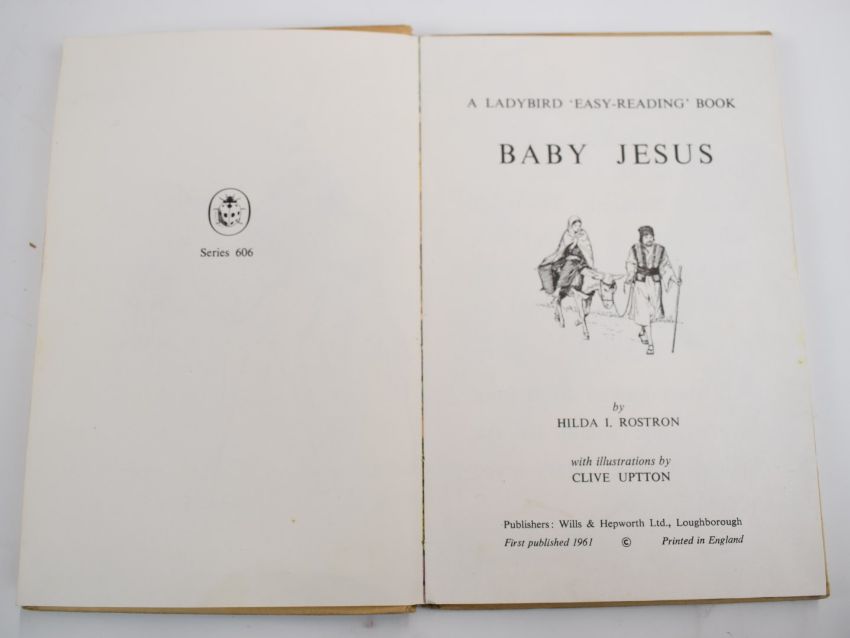 Series 606
A LADYBIRD 'EASY-READING' BOOK
BABY JESUS
by
HILDA I. ROSTRON
with illustrations by
CLIVE UPTTON
Publishers: Wills & Hepworth Ltd., Loughborough
First published 1961 © Printed in England